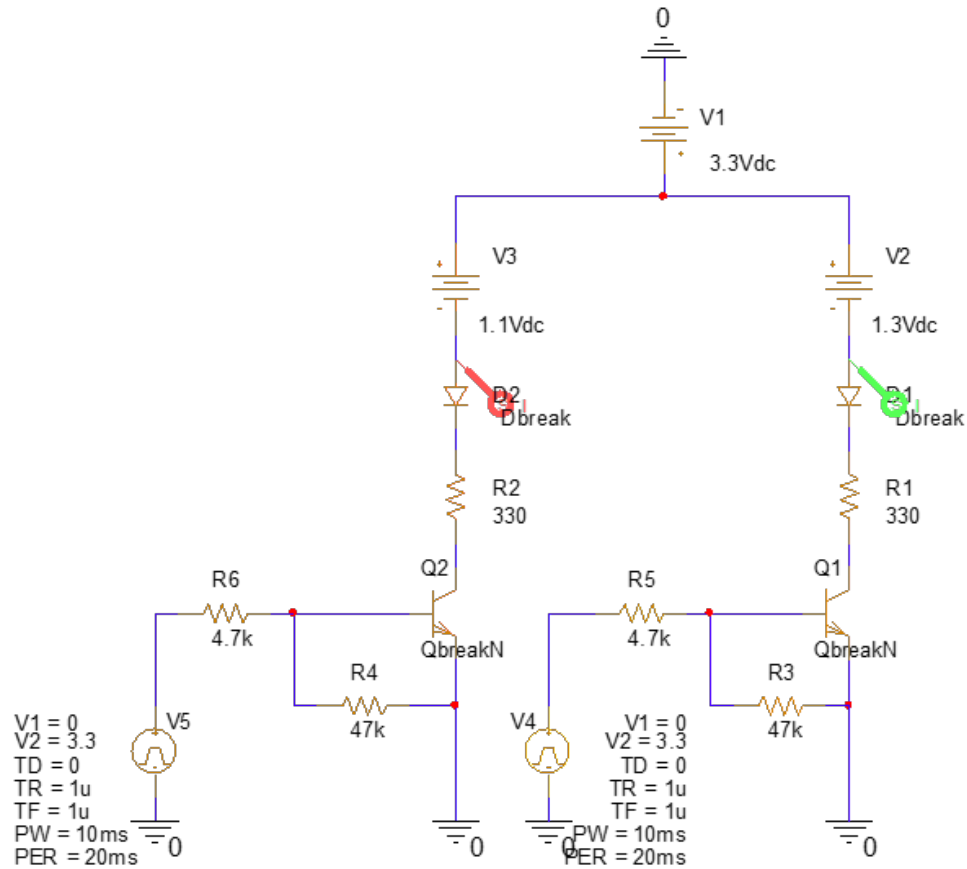 0
V1
3.3Vdc
V3
V2
1.1Vdc
1.3Vdc
D2
D1
Dbreak
Dbreak
R2
330
R1
330
Q2
Q1
R6
4.7k
R5
4.7k
QbreakN
QbreakN
R4
47k
R3
47k
V5
V1 = 0
V2 = 3.3
TD = 0
TR = 1u
TF = 1u
PW = 10ms
PER = 20ms
V4
V1 = 0
V2 = 3.3
TD = 0
TR = 1u
TF = 1u
PW = 10ms
PER = 20ms
0
0
0
0